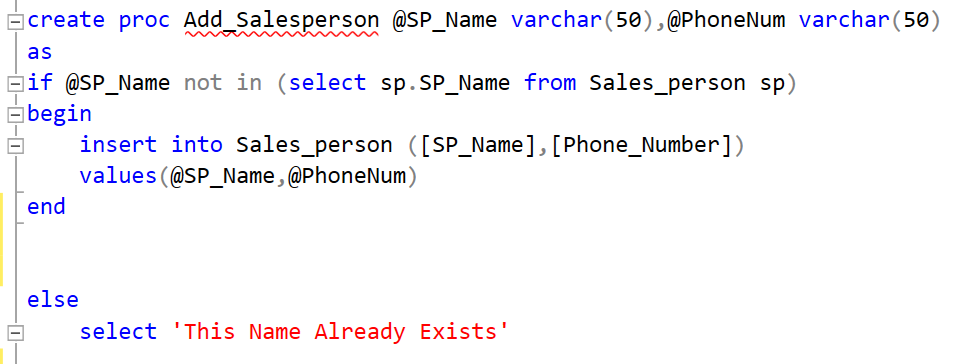 create proc Add_Salesperson @SP_Name varchar(50),@PhoneNum varchar(50)
as
if @SP_Name not in (select sp.SP_Name from Sales_person sp)
begin
insert into Sales_person ([SP_Name],[Phone_Number])
values(@SP_Name,@PhoneNum)
end
else
select 'This Name Already Exists'